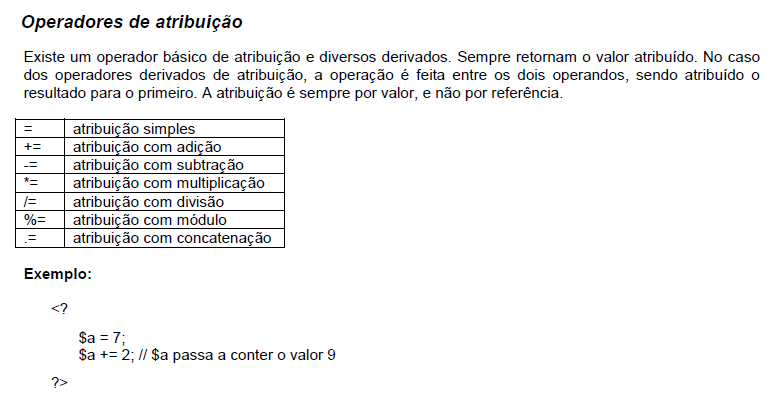 Operadores de atribuição
Existe um operador básico de atribuição e diversos derivados. Sempre retornam o valor atribuído. No caso
dos operadores derivados de atribuição, a operação é feita entre os dois operandos, sendo atribuído o
resultado para o primeiro. A atribuição é sempre por valor, e não por referência.
= atribuição simples
+= atribuição com adição
-= atribuição com subtração
*= atribuição com multiplicação
/= atribuição com divisão
%= atribuição com módulo
.= atribuição com concatenação
Exemplo:
<?
$a = 7;
$a += 2; // $a passa a conter o valor 9
?>